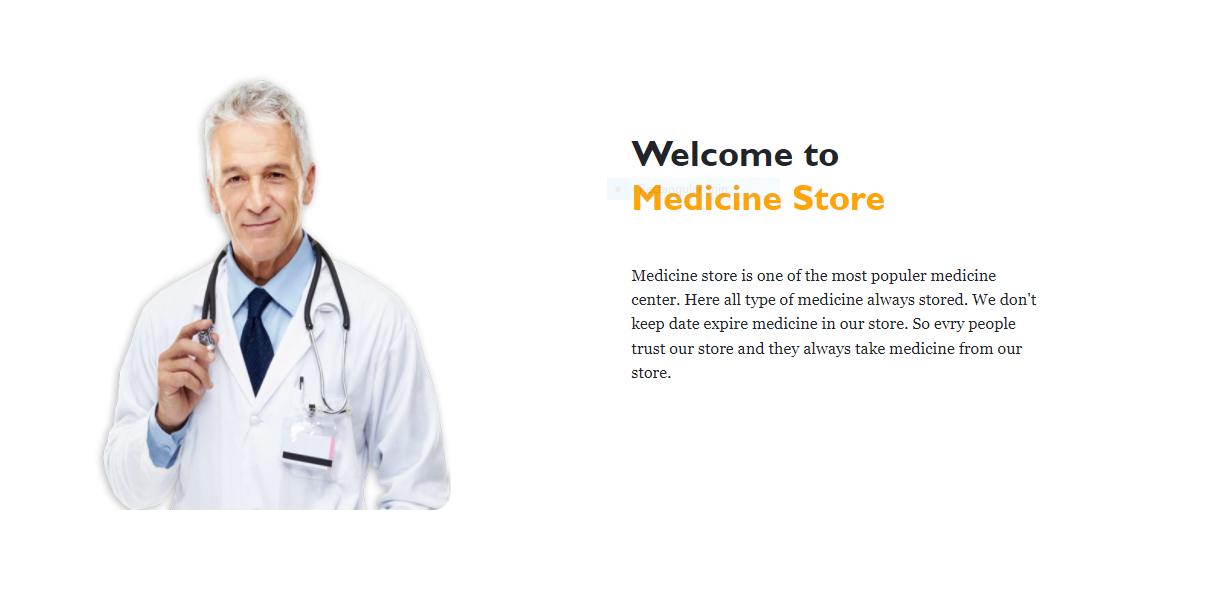 Welcome to
Medicine Store
Medicine store is one of the most populer medicine
center. Here all type of medicine always stored. We don't
keep date expire medicine in our store. So evry people
trust our store and they always take medicine from our
store.